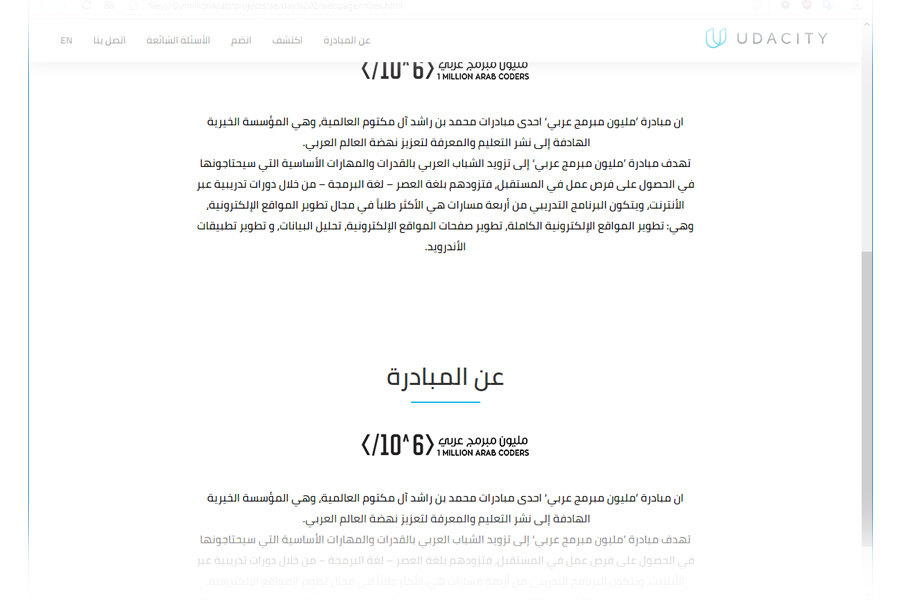 عن المبادرة اكتشف انضم الأسئلة الشائعة اتصل بنا EN
UDACITY
مليون مبرمج عربي
</10^6>
1 MILLION ARAB CODERS
ان مبادرة ’مليون مبرمج عربي‘ احدى مبادرات محمد بن راشد آل مكتوم العالمية, وهي المؤسسة الخيرية
الهادفة إلى نشر التعليم والمعرفة لتعزيز نهضة العالم العربي.
تهدف مبادرة ’مليون مبرمج عربي‘ إلى تزويد الشباب العربي بالقدرات والمهارات الأساسية التي سيحتاجونها
في الحصول على فرص عمل في المستقبل, فتزودهم بلغة العصر – لغة البرمجة – من خلال دورات تدريبية عبر
الأنترنت, ويتكون البرنامج التدريبي من أربعة مسارات هي الأكثر طلباً في مجال تطوير المواقع الإلكترونية,
وهي: تطوير المواقع الإلكترونية الكاملة, تطوير صفحات المواقع الإلكترونية, تحليل البيانات, و تطوير تطبيقات
الأندرويد.
عن المبادرة
مليون مبرمج عربي
</10^6>
1 MILLION ARAB CODERS
ان مبادرة ’مليون مبرمج عربي‘ احدى مبادرات محمد بن راشد آل مكتوم العالمية, وهي المؤسسة الخيرية
الهادفة إلى نشر التعليم والمعرفة لتعزيز نهضة العالم العربي.
تهدف مبادرة ’مليون مبرمج عربي‘ إلى تزويد الشباب العربي بالقدرات والمهارات الأساسية التي سيحتاجونها
في الحصول على فرص عمل في المستقبل, فتزودهم بلغة العصر – لغة البرمجة – من خلال دورات تدريبية عبر
الأنترنت, ويتكون البرنامج التدريبي من أربعة مسارات هي الأكثر طلباً في مجال تطوير المواقع الإلكترونية,